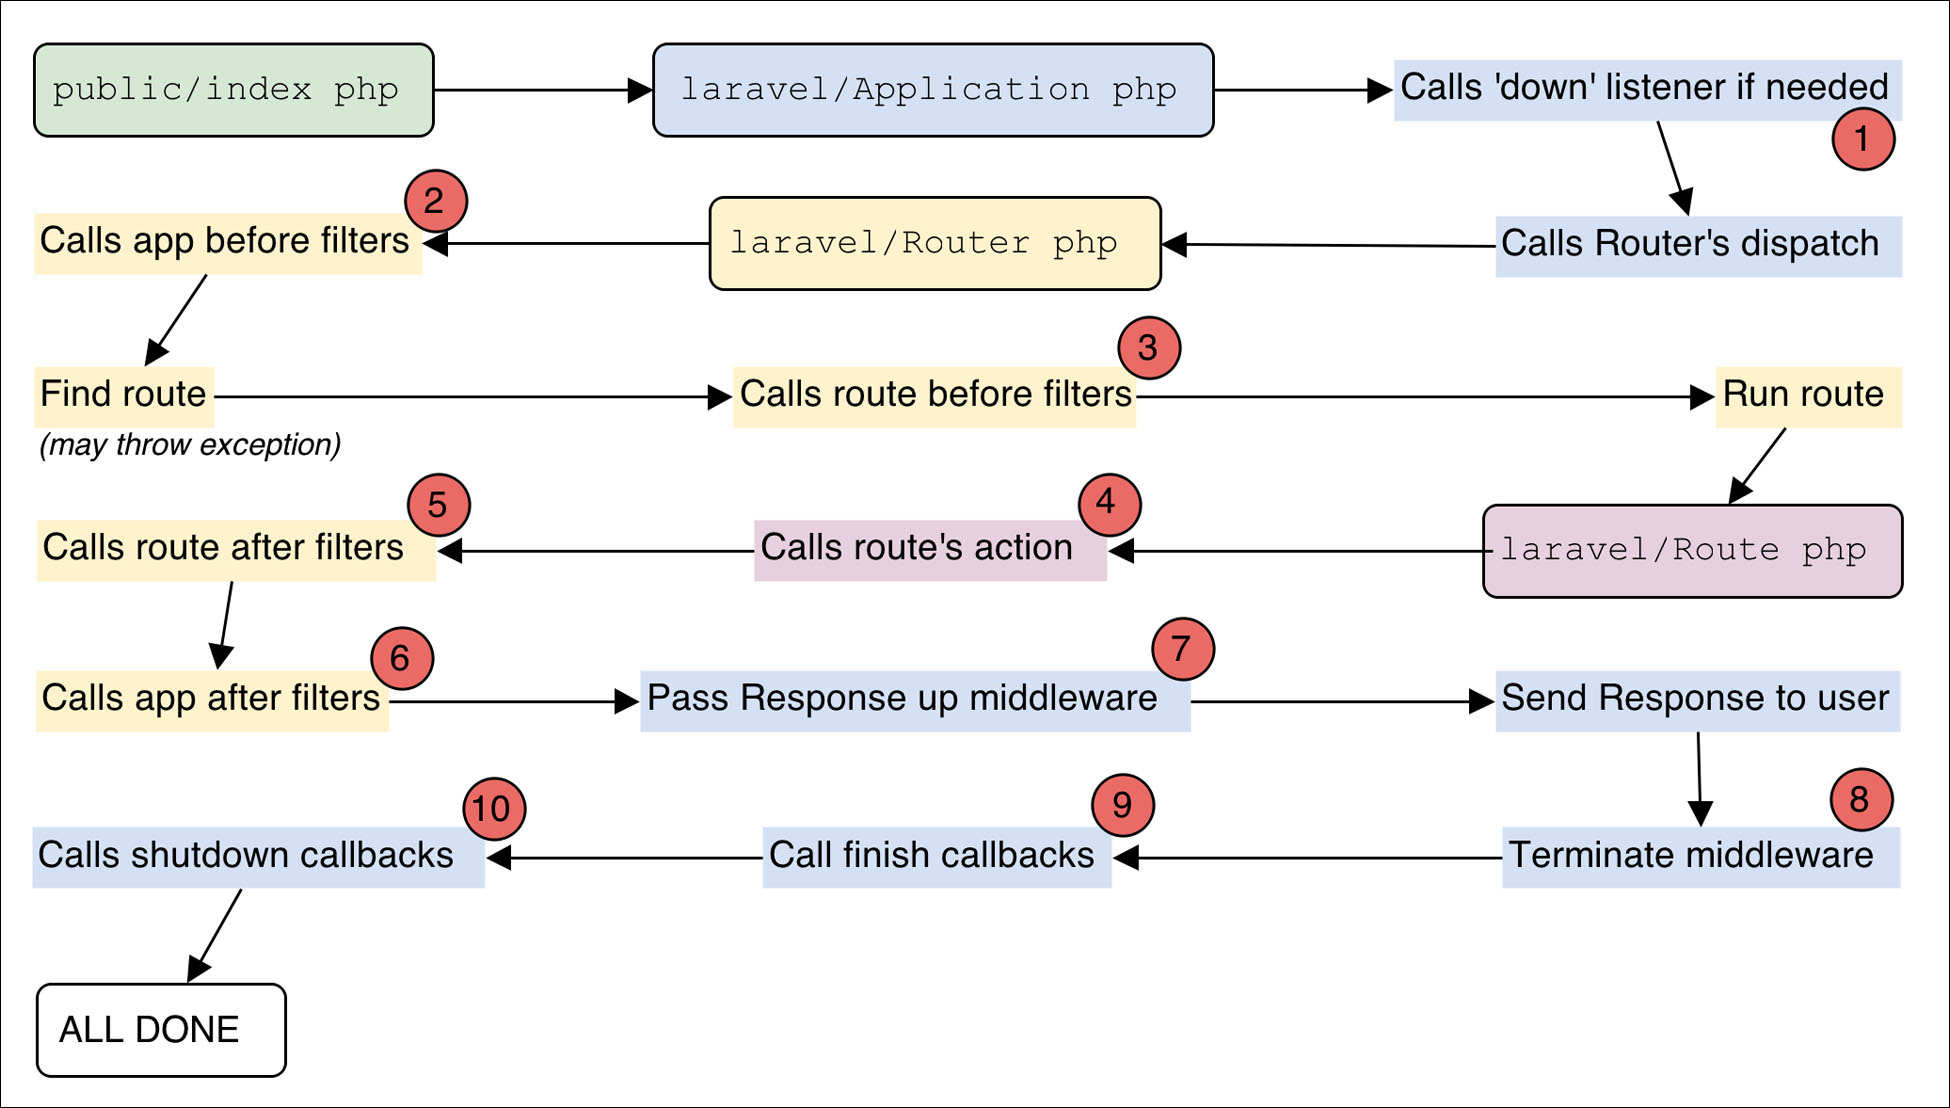 public/index php
laravel/Application php
Calls 'down' listener if needed
1
2
Calls app before filters
laravel/Router php
Calls Router's dispatch
3
Find route
Calls route before filters
Run route
(may throw exception)
5
4
Calls route after filters
Calls route's action
laravel/Route php
6
7
Calls app after filters
Pass Response up middleware
Send Response to user
10
9
8
Calls shutdown callbacks
Call finish callbacks
Terminate middleware
ALL DONE